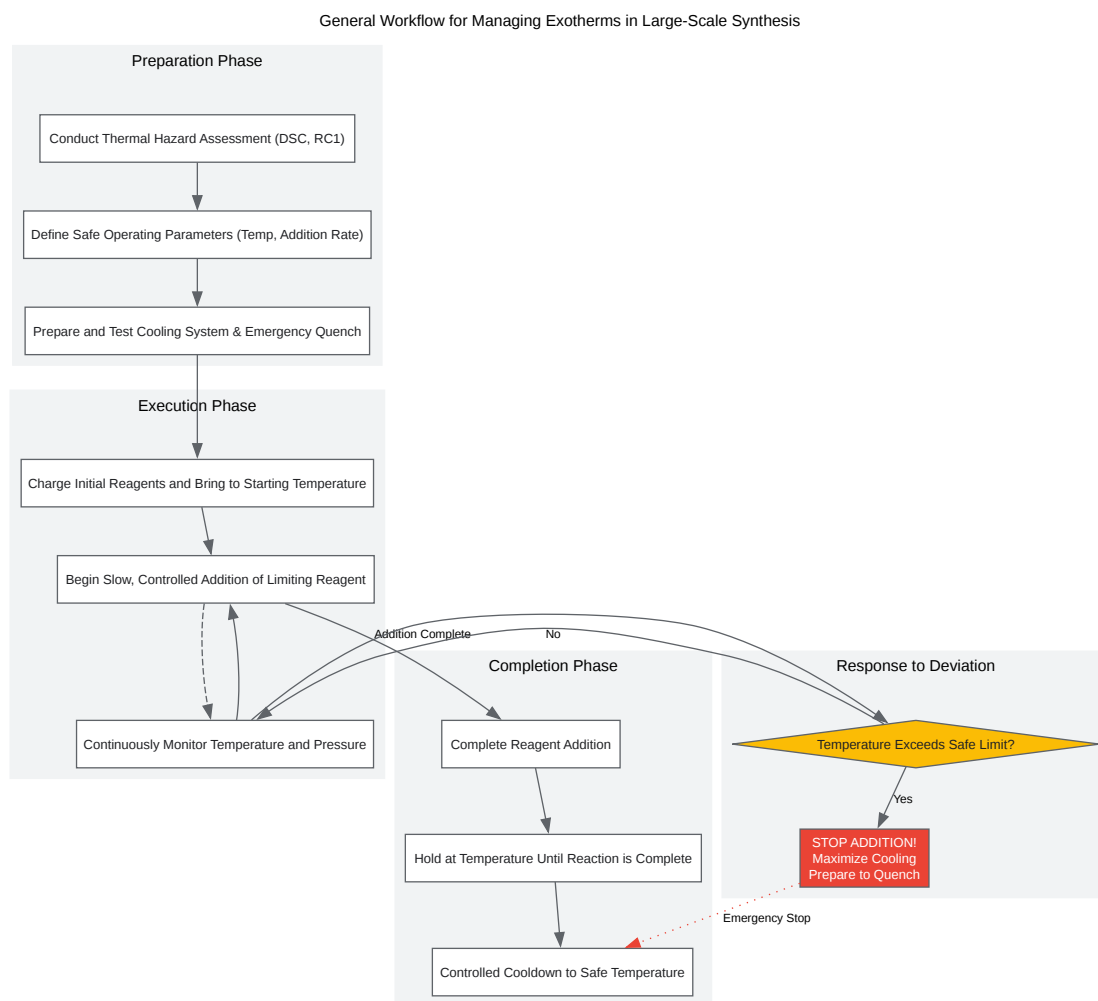 General Workflow for Managing Exotherms in Large-Scale Synthesis
Preparation Phase
Conduct Thermal Hazard Assessment (DSC, RC1)
Define Safe Operating Parameters (Temp, Addition Rate)
Prepare and Test Cooling System & Emergency Quench
Execution Phase
Charge Initial Reagents and Bring to Starting Temperature
Begin Slow, Controlled Addition of Limiting Reagent
Addition Complete
No
Continuously Monitor Temperature and Pressure
Completion Phase
Complete Reagent Addition
Hold at Temperature Until Reaction is Complete
Controlled Cooldown to Safe Temperature
Response to Deviation
Temperature Exceeds Safe Limit?
Yes
STOP ADDITION!
Maximize Cooling
Prepare to Quench
Emergency Stop